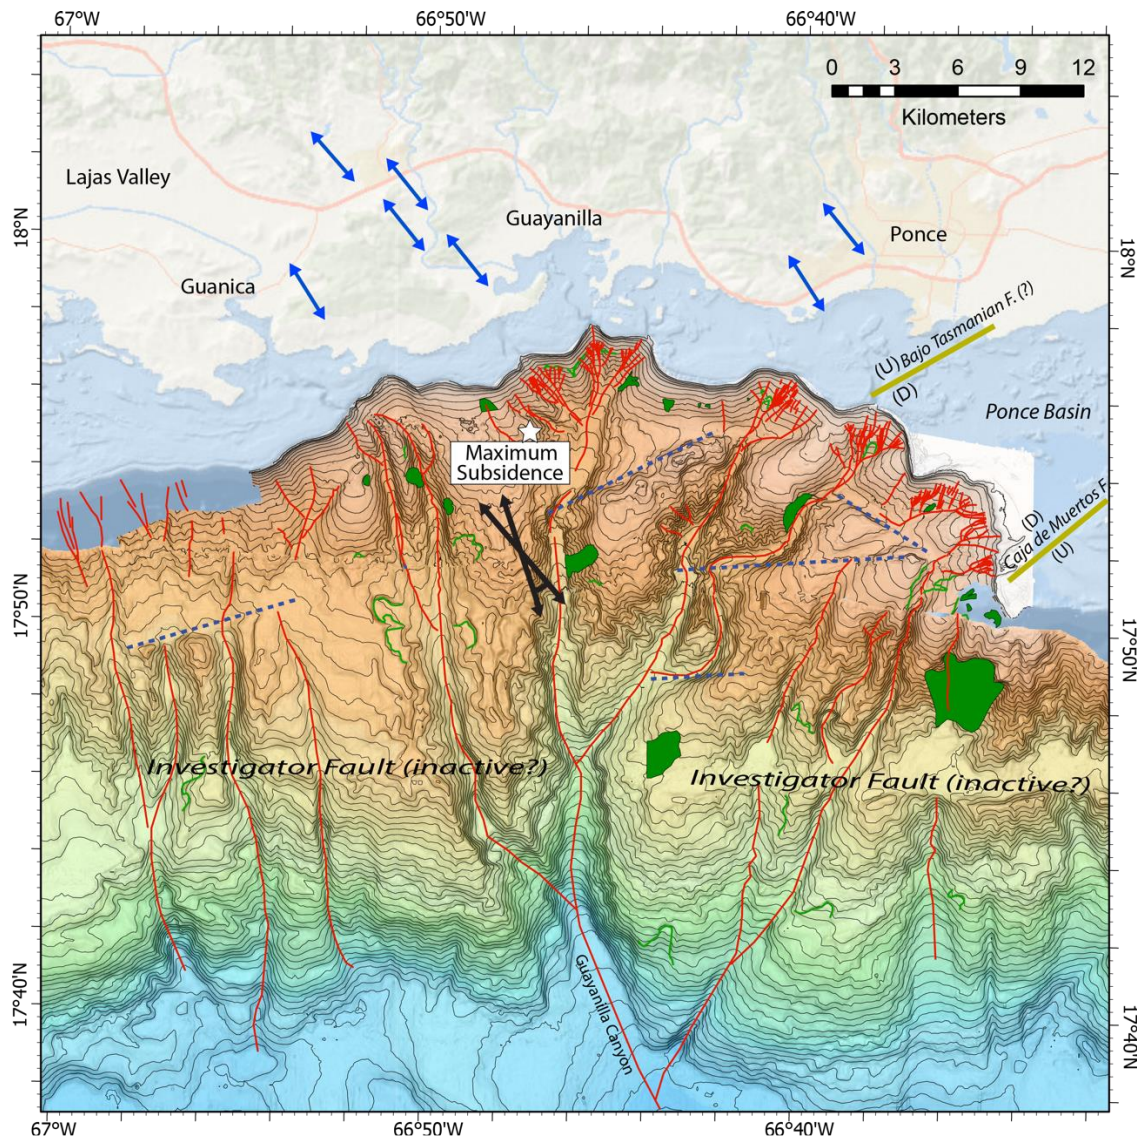 67°W
66°50'W
66°40'W
0 3 6 9 12
Kilometers
Lajas Valley
18°N
Guayanilla
Ponce
18°N
Guanica
(U) Bajo Tasmanian F. (?)
(D)
Ponce Basin
Maximum
Subsidence
(D)
Caja de Muertos F.
(U)
17°50'N
17°50'N
Investigator Fault (inactive?)
Investigator Fault (inactive?)
Guayanilla Canyon
17°40'N
17°40'N
67°W
66°50'W
66°40'W